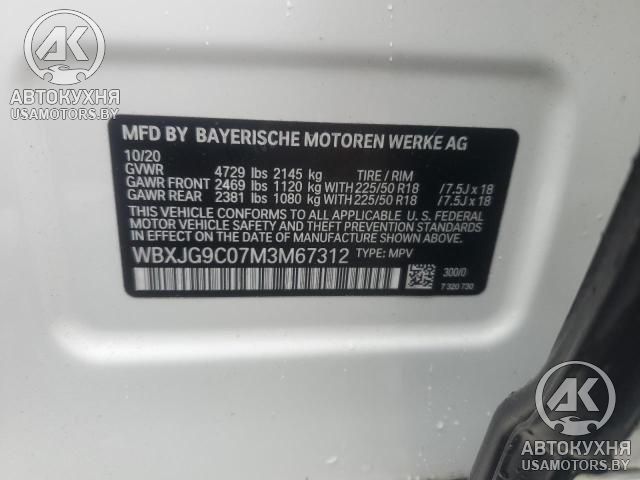 АК
АВТОКУХНЯ
USAMOTORS.BY
MFD BY BAYERISCHE MOTOREN WERKE AG
10/20
GVWR 4729 lbs 2145 kg TIRE / RIM
GAWR FRONT 2469 lbs 1120 kg WITH 225/50 R18 /7.5J x 18
GAWR REAR 2381 lbs 1080 kg WITH 225/50 R18 /7.5J x 18
THIS VEHICLE CONFORMS TO ALL APPLICABLE U. S. FEDERAL
MOTOR VEHICLE SAFETY, BUMPER, AND THEFT PREVENTION
STANDARDS IN EFFECT ON THE DATE OF MANUFACTURE SHOWN ABOVE.
WBXJG9C07M3M67312 TYPE: MPV
300/0
7 320 730
АК
АВТОКУХНЯ
USAMOTORS.BY